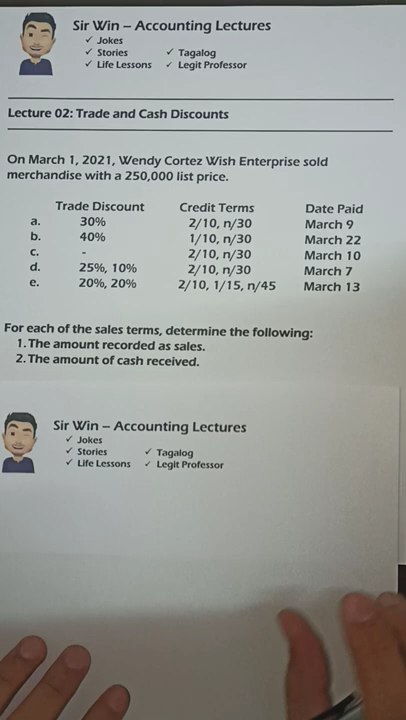 Sir Win – Accounting Lectures
✓ Jokes
✓ Stories ✓ Tagalog
✓ Life Lessons ✓ Legit Professor
Lecture 02: Trade and Cash Discounts
On March 1, 2021, Wendy Cortez Wish Enterprise sold
merchandise with a 250,000 list price.
Trade Discount Credit Terms Date Paid
a. 30% 2/10, n/30 March 9
b. 40% 1/10, n/30 March 22
c. - 2/10, n/30 March 10
d. 25%, 10% 2/10, n/30 March 7
e. 20%, 20% 2/10, 1/15, n/45 March 13
For each of the sales terms, determine the following:
1. The amount recorded as sales.
2. The amount of cash received.
Sir Win – Accounting Lectures
✓ Jokes
✓ Stories ✓ Tagalog
✓ Life Lessons ✓ Legit Professor